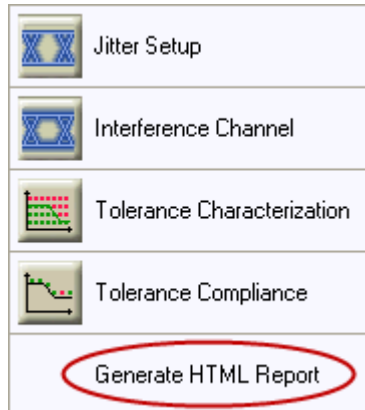 Jitter Setup
Interference Channel
Tolerance Characterization
Tolerance Compliance
Generate HTML Report